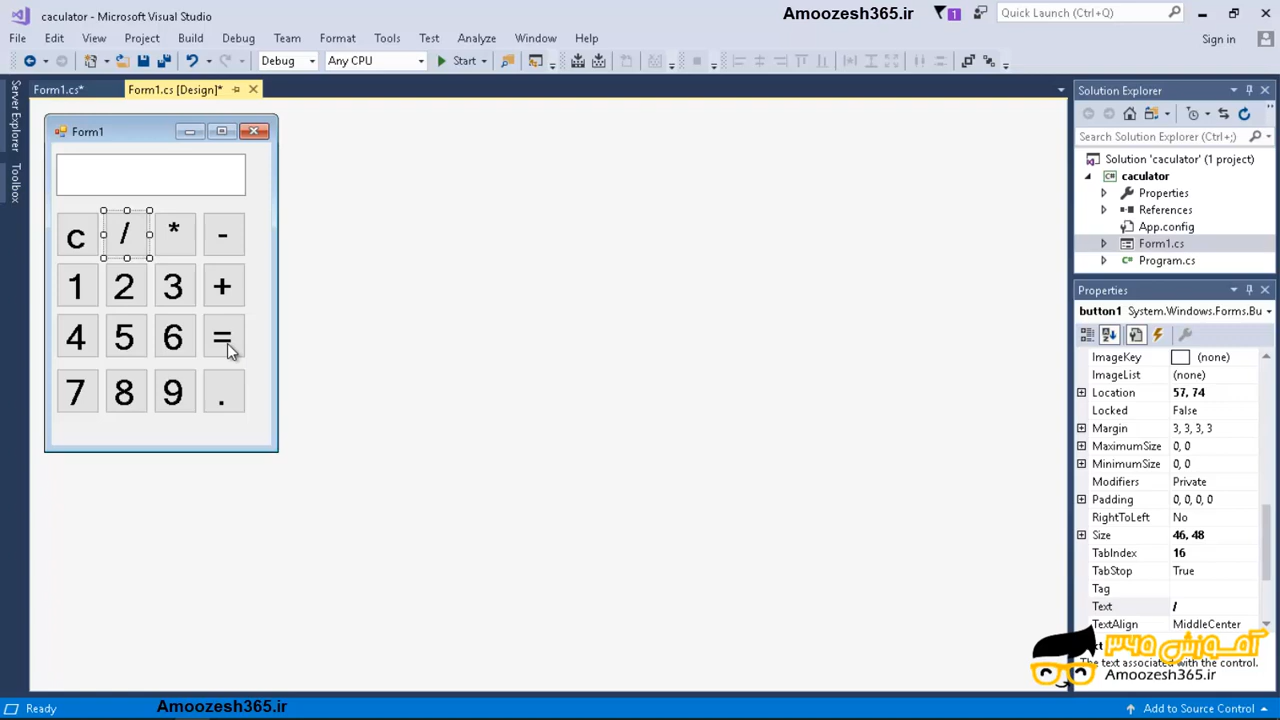 caculator - Microsoft Visual Studio
Amoozesh365.ir
1
Quick Launch (Ctrl+Q)
File Edit View Project Build Debug Team Format Tools Test Analyze Window Help
Sign in
Debug
Any CPU
Start
Server Explorer
Toolbox
Form1.cs*
Form1.cs [Design]*
Form1
c / * -
1 2 3 +
4 5 6 =
7 8 9 .
Solution Explorer
Search Solution Explorer (Ctrl+;)
Solution 'caculator' (1 project)
caculator
Properties
References
App.config
Form1.cs
Program.cs
Properties
button1 System.Windows.Forms.Bu
ImageKey (none)
ImageList (none)
Location 57, 74
Locked False
Margin 3, 3, 3, 3
MaximumSize 0, 0
MinimumSize 0, 0
Modifiers Private
Padding 0, 0, 0, 0
RightToLeft No
Size 46, 48
TabIndex 16
TabStop True
Tag
Text /
TextAlign MiddleCenter
آموزش ۳۶۵
The text associated with the control.
Amoozesh365.ir
Ready
Amoozesh365.ir
Add to Source Control